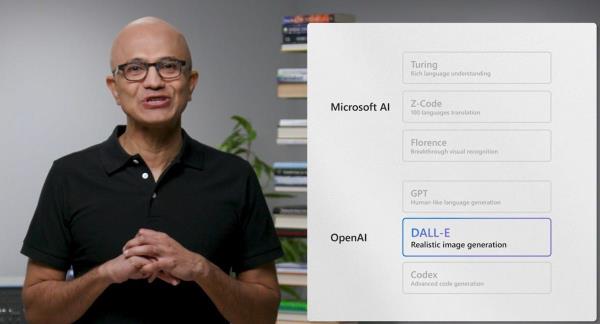 Turing
Rich language understanding
Microsoft AI
Z-Code
100 languages translation
Florence
Breakthrough visual recognition
GPT
Human-like language generation
OpenAI
DALL-E
Realistic image generation
Codex
Advanced code generation